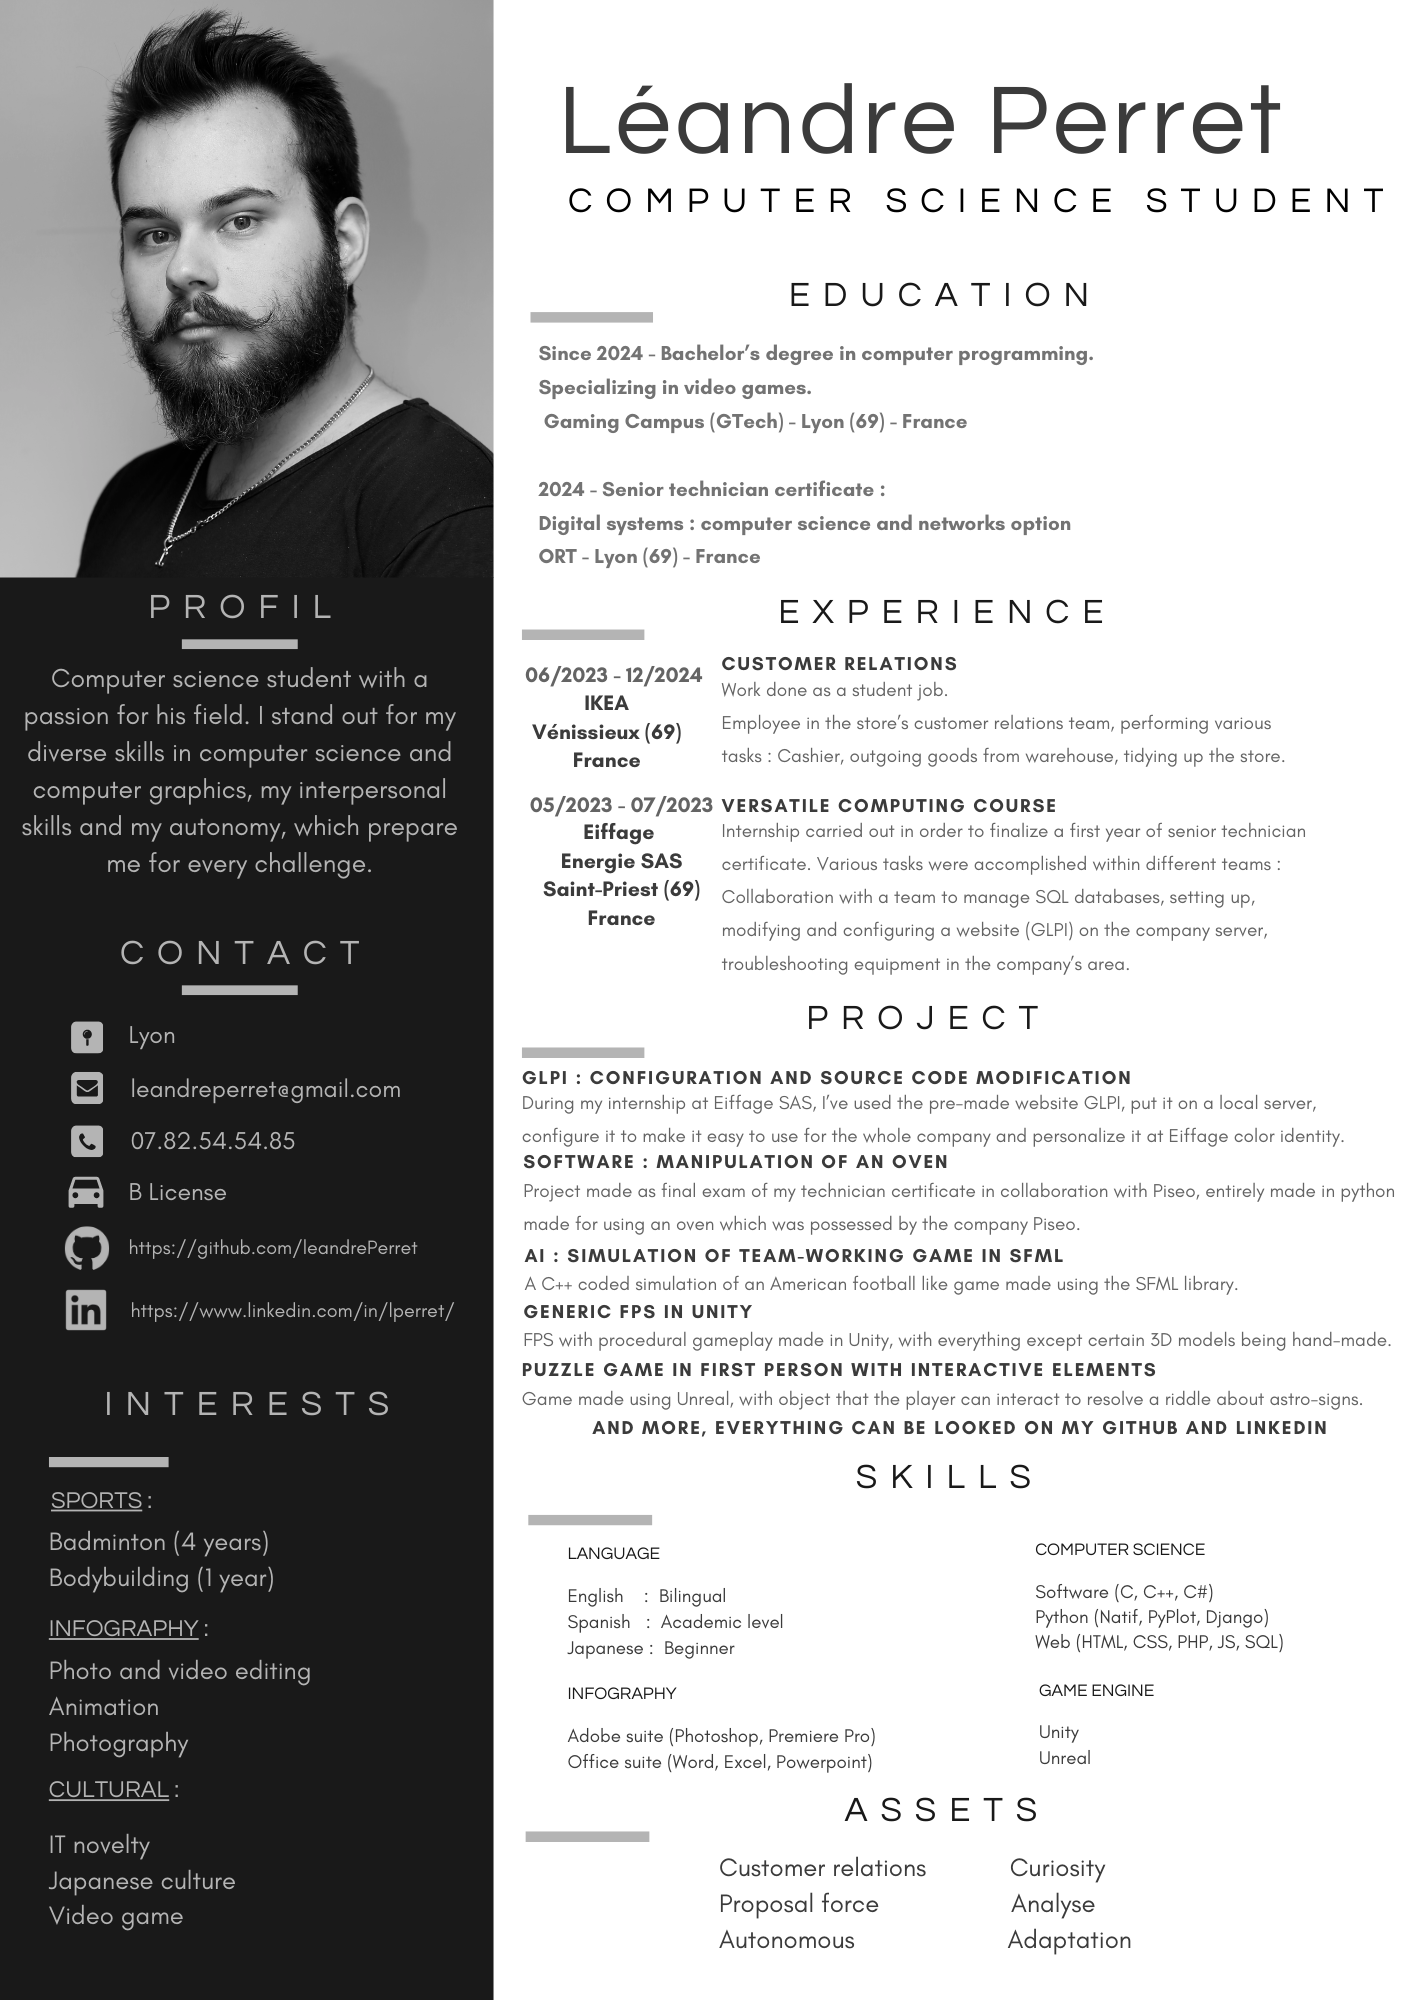 Léandre Perret
COMPUTER SCIENCE STUDENT
PROFIL
Computer science student with a
passion for his field. I stand out for my
diverse skills in computer science and
computer graphics, my interpersonal
skills and my autonomy, which prepare
me for every challenge.
CONTACT
Lyon
leandreperret@gmail.com
07.82.54.54.85
B License
https://github.com/leandrePerret
https://www.linkedin.com/in/lperret/
INTERESTS
SPORTS :
Badminton (4 years)
Bodybuilding (1 year)
INFOGRAPHY :
Photo and video editing
Animation
Photography
CULTURAL :
IT novelty
Japanese culture
Video game
EDUCATION
Since 2024 - Bachelor’s degree in computer programming.
Specializing in video games.
Gaming Campus (GTech) - Lyon (69) - France
2024 - Senior technician certificate :
Digital systems : computer science and networks option
ORT - Lyon (69) - France
EXPERIENCE
06/2023 - 12/2024
IKEA
Vénissieux (69)
France
CUSTOMER RELATIONS
Work done as a student job.
Employee in the store’s customer relations team, performing various
tasks : Cashier, outgoing goods from warehouse, tidying up the store.
05/2023 - 07/2023
Eiffage
Energie SAS
Saint-Priest (69)
France
VERSATILE COMPUTING COURSE
Internship carried out in order to finalize a first year of senior technician
certificate. Various tasks were accomplished within different teams :
Collaboration with a team to manage SQL databases, setting up,
modifying and configuring a website (GLPI) on the company server,
troubleshooting equipment in the company’s area.
PROJECT
GLPI : CONFIGURATION AND SOURCE CODE MODIFICATION
During my internship at Eiffage SAS, I’ve used the pre-made website GLPI, put it on a local server,
configure it to make it easy to use for the whole company and personalize it at Eiffage color identity.
SOFTWARE : MANIPULATION OF AN OVEN
Project made as final exam of my technician certificate in collaboration with Piseo, entirely made in python
made for using an oven which was possessed by the company Piseo.
AI : SIMULATION OF TEAM-WORKING GAME IN SFML
A C++ coded simulation of an American football like game made using the SFML library.
GENERIC FPS IN UNITY
FPS with procedural gameplay made in Unity, with everything except certain 3D models being hand-made.
PUZZLE GAME IN FIRST PERSON WITH INTERACTIVE ELEMENTS
Game made using Unreal, with object that the player can interact to resolve a riddle about astro-signs.
AND MORE, EVERYTHING CAN BE LOOKED ON MY GITHUB AND LINKEDIN
SKILLS
LANGUAGE
English : Bilingual
Spanish : Academic level
Japanese : Beginner
INFOGRAPHY
Adobe suite (Photoshop, Premiere Pro)
Office suite (Word, Excel, Powerpoint)
COMPUTER SCIENCE
Software (C, C++, C#)
Python (Natif, PyPlot, Django)
Web (HTML, CSS, PHP, JS, SQL)
GAME ENGINE
Unity
Unreal
ASSETS
Customer relations
Proposal force
Autonomous
Curiosity
Analyse
Adaptation